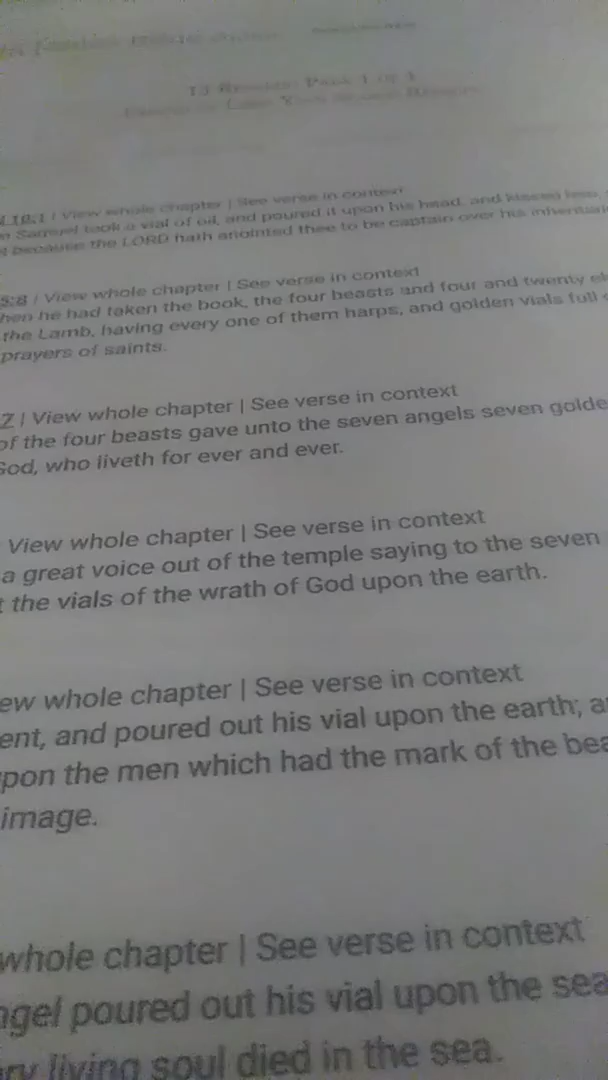 13 Results. Page 1 of 1
18:1 / View whole chapter | See verse in context
Samuel took a vial of oil, and poured it upon his head, and kissed him,
because the LORD hath anointed thee to be captain over his
5:8 / View whole chapter | See verse in context
hen he had taken the book, the four beasts and four and twenty el
the Lamb, having every one of them harps, and golden vials full
prayers of saints.
7 | View whole chapter | See verse in context
of the four beasts gave unto the seven angels seven golde
God, who liveth for ever and ever.
View whole chapter | See verse in context
a great voice out of the temple saying to the seven
t the vials of the wrath of God upon the earth.
ew whole chapter | See verse in context
ent, and poured out his vial upon the earth; a
pon the men which had the mark of the bea
image.
whole chapter | See verse in context
ngel poured out his vial upon the sea
ry living soul died in the sea.